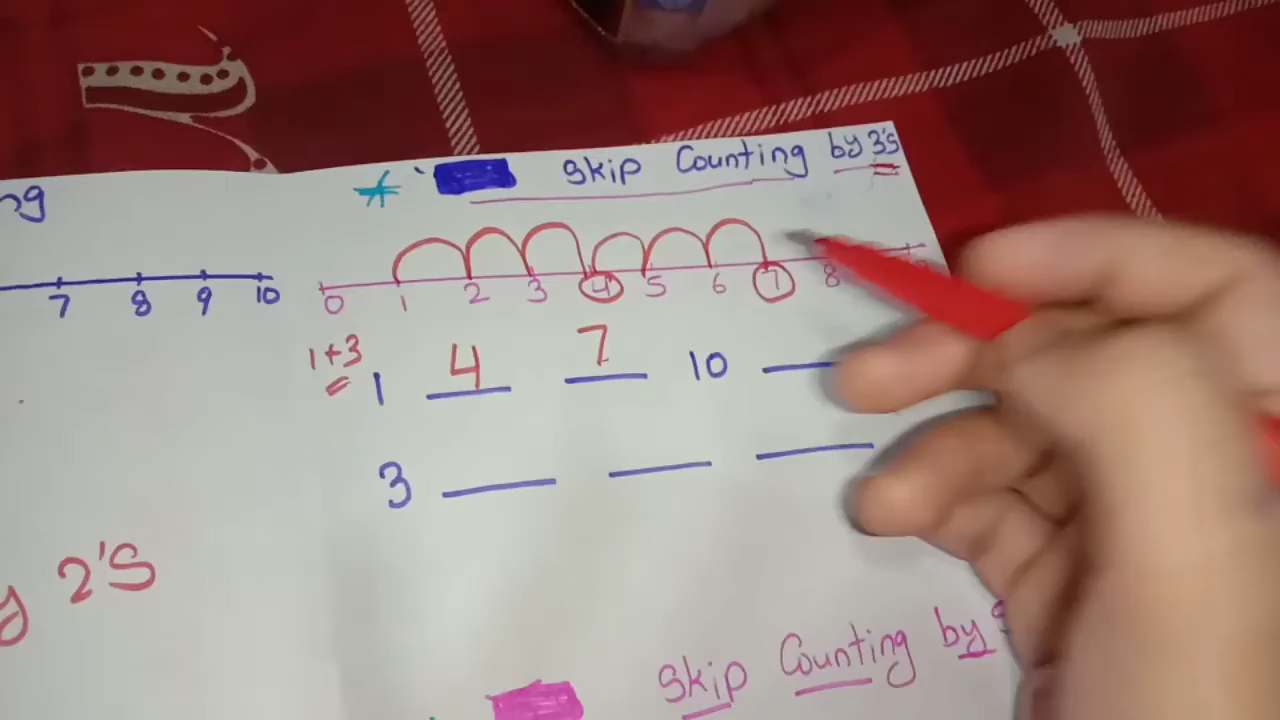 Skip Counting by 3's
7 8 9 10
0 1 2 3 4 5 6 7 8
1+3
1 4 7 10
3
2's
Skip Counting by